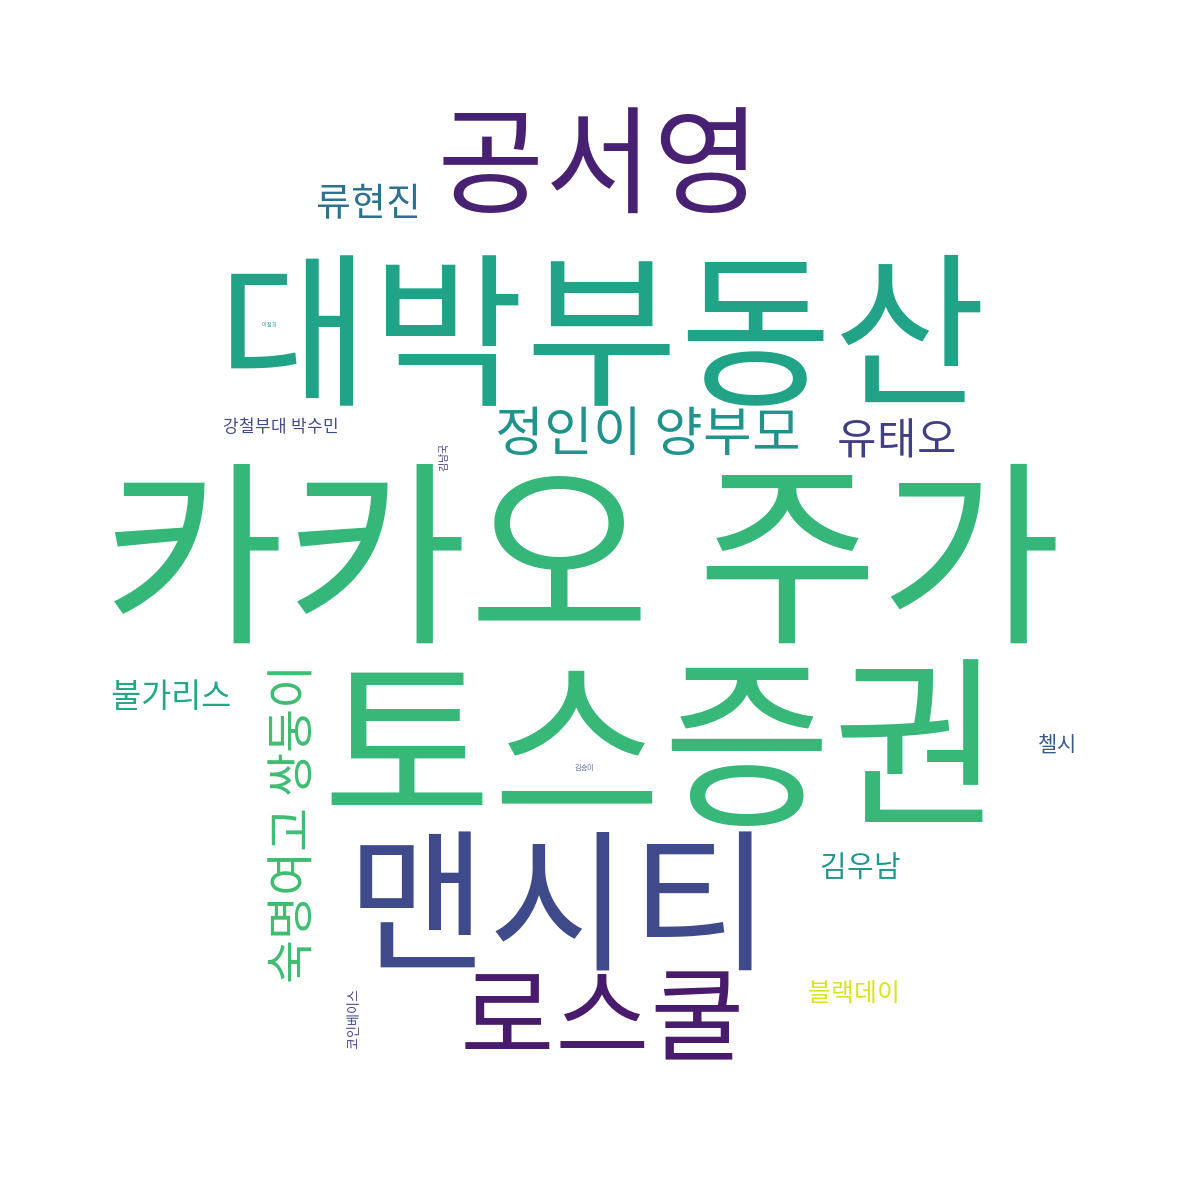 공서영
류현진
대박부동산
강철부대 박수민
정인이 양부모
유태오
김남국
카카오 주가
불가리스
숙명여고 쌍둥이
토스증권
첼시
김승이
맨시티
김우남
로스쿨
블랙데이
코인베이스